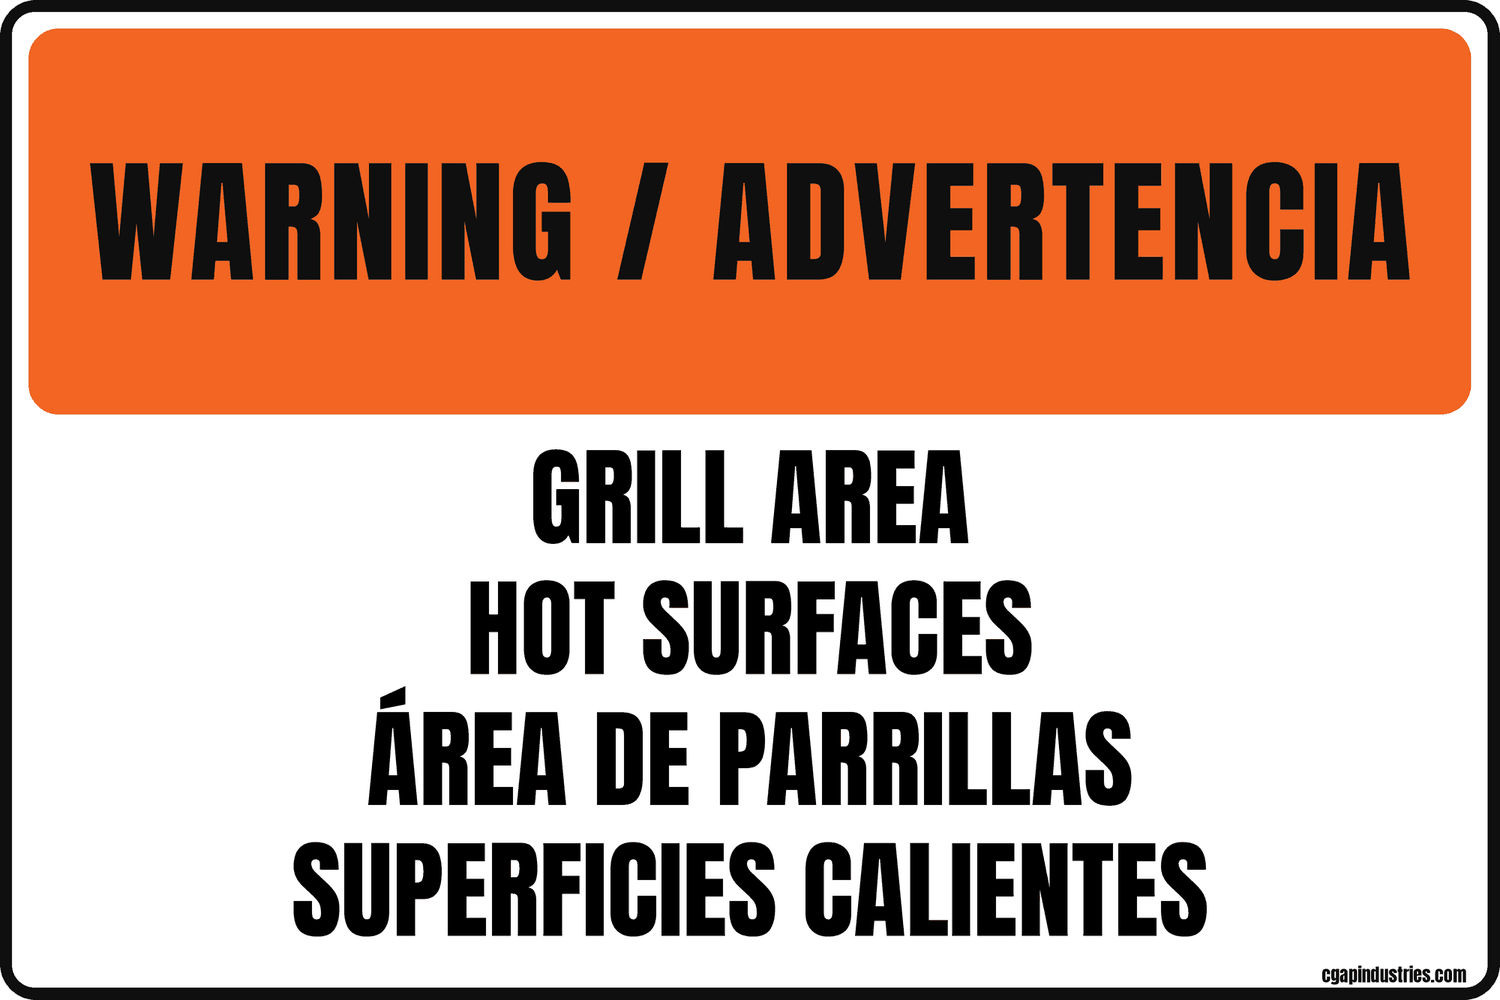 WARNING / ADVERTENCIA
GRILL AREA
HOT SURFACES
ÁREA DE PARRILLAS
SUPERFICIES CALIENTES
cgapindustries.com